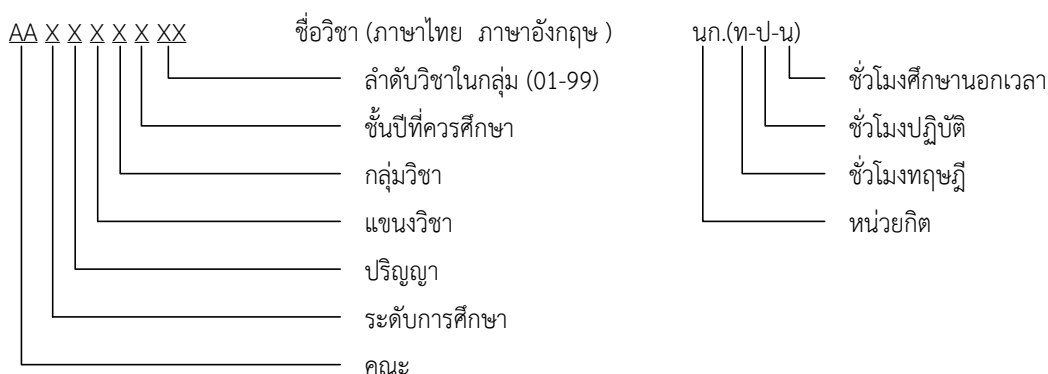 AA X X X X X XX ชื่อวิชา (ภาษาไทย ภาษาอังกฤษ ) นก.(ท-ป-น)
ลำดับวิชาในกลุ่ม (01-99) ชั่วโมงศึกษานอกเวลา
ชั้นปีที่ควรศึกษา ชั่วโมงปฏิบัติ
กลุ่มวิชา ชั่วโมงทฤษฎี
แขนงวิชา หน่วยกิต
ปริญญา
ระดับการศึกษา
คณะ